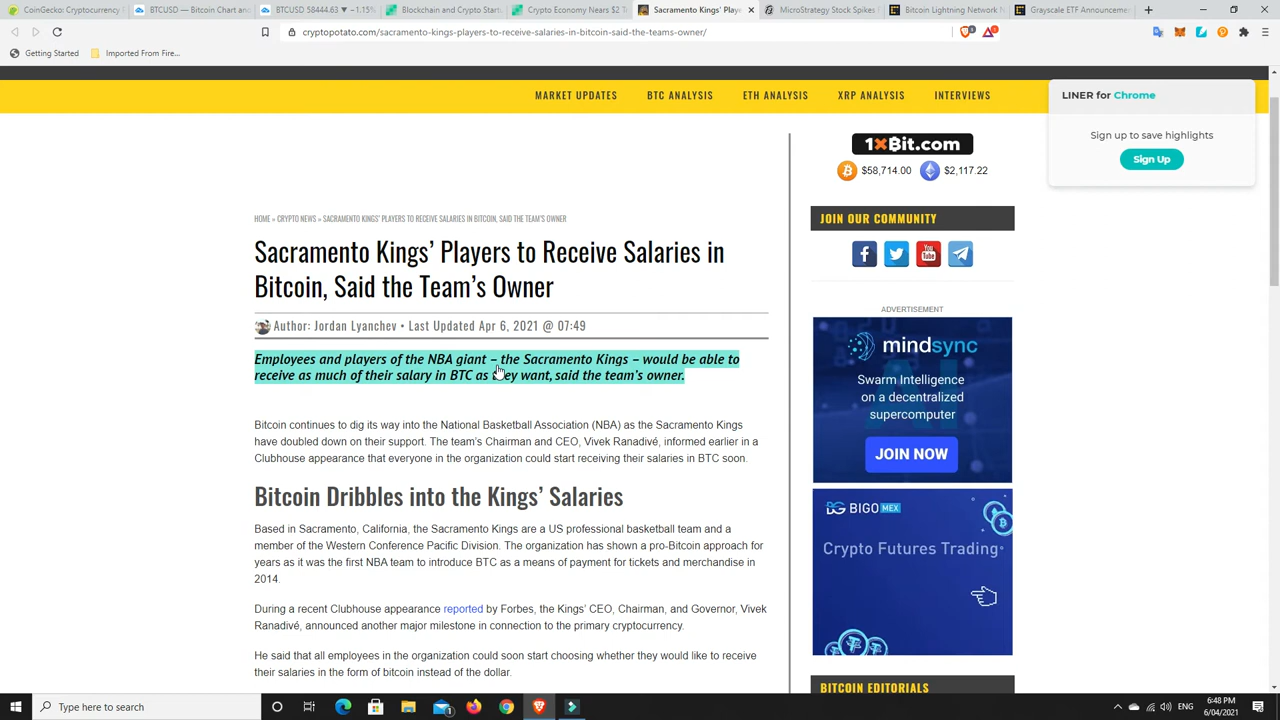 CoinGecko: Cryptocurrency P
BTCUSD — Bitcoin Chart and
BTCUSD 58444.63 ▼ −1.15%
Blockchain and Crypto Startu
Crypto Economy Nears $2 T
Sacramento Kings' Players
MicroStrategy Stock Spikes
Bitcoin Lightning Network
Grayscale ETF Announcemen
cryptopotato.com/sacramento-kings-players-to-receive-salaries-in-bitcoin-said-the-teams-owner/
Getting Started
Imported From Fire...
MARKET UPDATES BTC ANALYSIS ETH ANALYSIS XRP ANALYSIS INTERVIEWS
LINER for Chrome
Sign up to save highlights
Sign Up
1xBit.com
$58,714.00 $2,117.22
HOME » CRYPTO NEWS » SACRAMENTO KINGS' PLAYERS TO RECEIVE SALARIES IN BITCOIN, SAID THE TEAM'S OWNER
Sacramento Kings' Players to Receive Salaries in
Bitcoin, Said the Team's Owner
Author: Jordan Lyanchev • Last Updated Apr 6, 2021 @ 07:49
Employees and players of the NBA giant – the Sacramento Kings – would be able to
receive as much of their salary in BTC as they want, said the team's owner.
Bitcoin continues to dig its way into the National Basketball Association (NBA) as the Sacramento Kings
have doubled down on their support. The team's Chairman and CEO, Vivek Ranadivé, informed earlier in a
Clubhouse appearance that everyone in the organization could start receiving their salaries in BTC soon.
Bitcoin Dribbles into the Kings' Salaries
Based in Sacramento, California, the Sacramento Kings are a US professional basketball team and a
member of the Western Conference Pacific Division. The organization has shown a pro-Bitcoin approach for
years as it was the first NBA team to introduce BTC as a means of payment for tickets and merchandise in
2014.
During a recent Clubhouse appearance reported by Forbes, the Kings' CEO, Chairman, and Governor, Vivek
Ranadivé, announced another major milestone in connection to the primary cryptocurrency.
He said that all employees in the organization could soon start choosing whether they would like to receive
their salaries in the form of bitcoin instead of the dollar.
JOIN OUR COMMUNITY
You
Tube
ADVERTISEMENT
mindsync
Swarm Intelligence
on a decentralized
supercomputer
JOIN NOW
BIGO MEX
Crypto Futures Trading
BITCOIN EDITORIALS
Type here to search
ENG
6:48 PM
6/04/2021